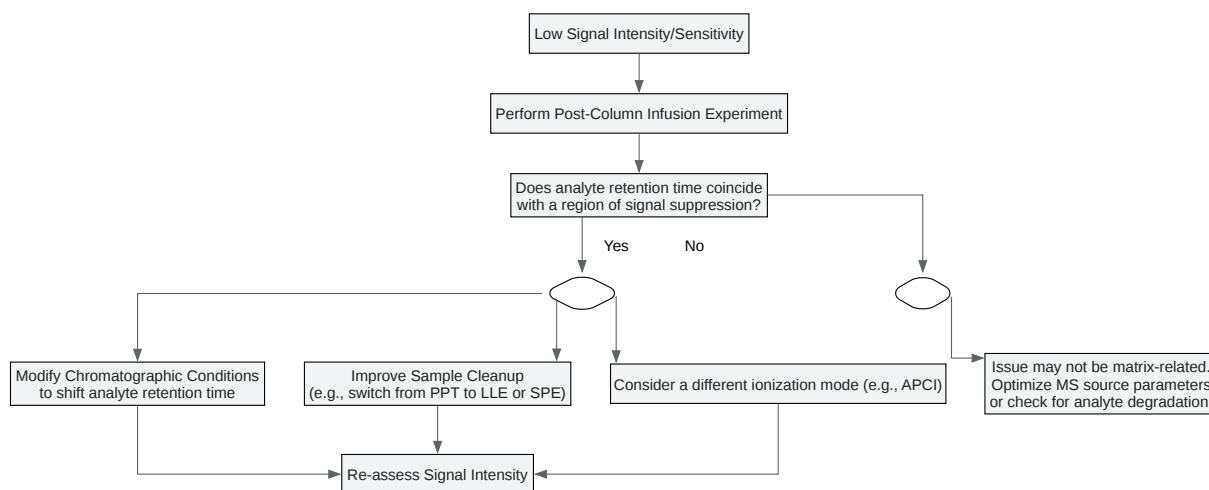 Low Signal Intensity/Sensitivity
Perform Post-Column Infusion Experiment
Does analyte retention time coincide
with a region of signal suppression?
Yes
No
Modify Chromatographic Conditions
to shift analyte retention time
Improve Sample Cleanup
(e.g., switch from PPT to LLE or SPE)
Consider a different ionization mode (e.g., APCI)
Issue may not be matrix-related.
Optimize MS source parameters
or check for analyte degradation
Re-assess Signal Intensity